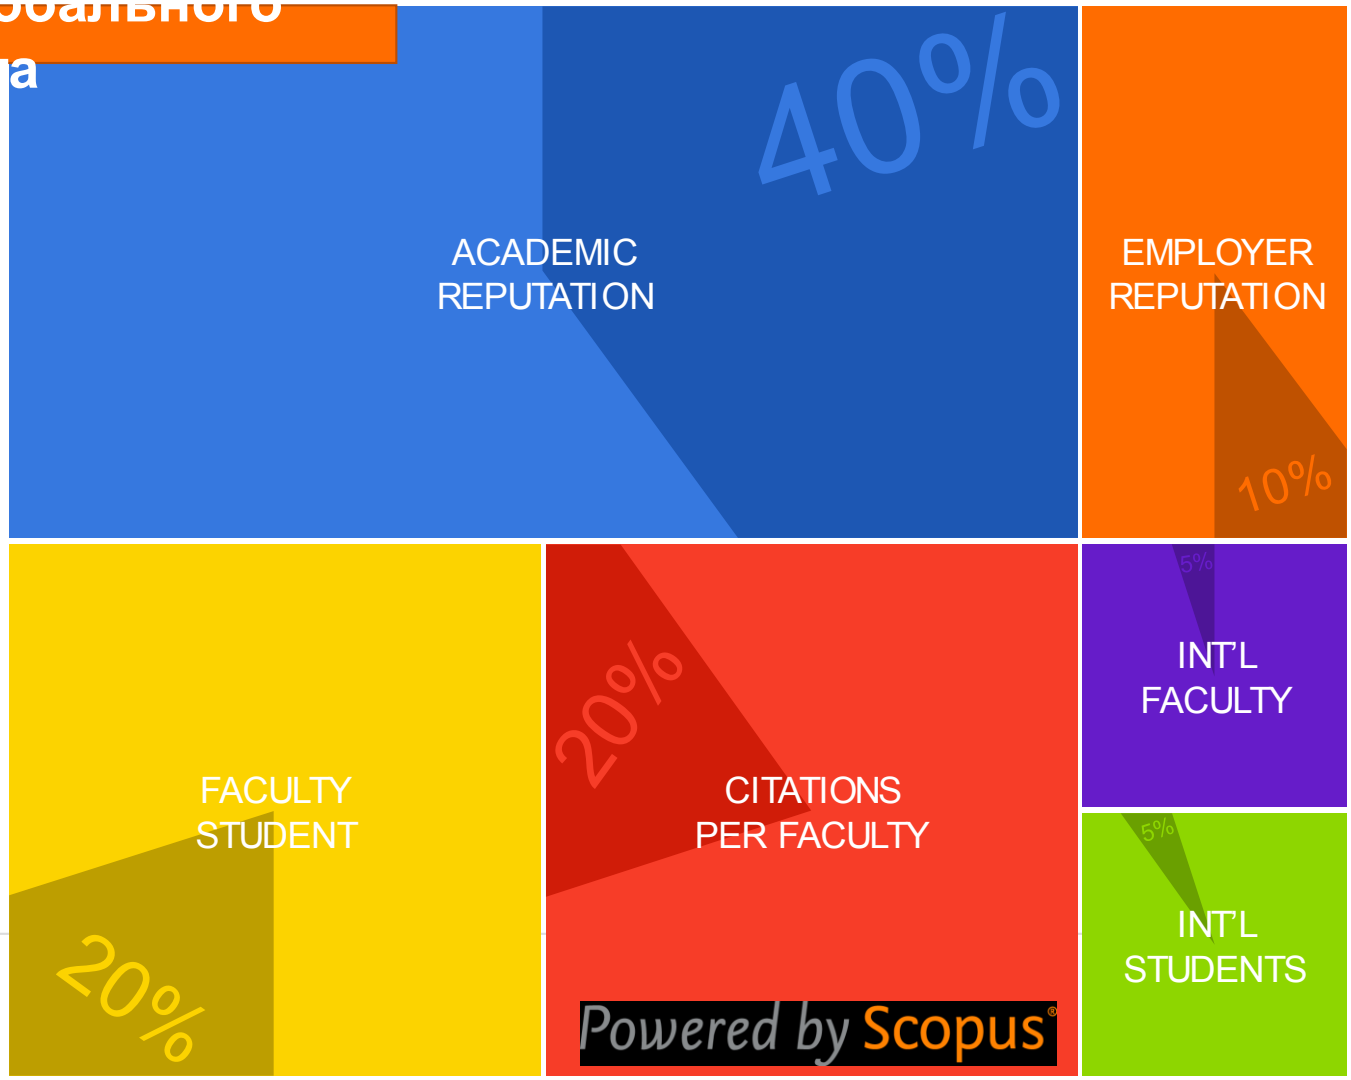 40%
ACADEMIC
REPUTATION
EMPLOYER
REPUTATION
10%
FACULTY
STUDENT
20%
20%
CITATIONS
PER FACULTY
Powered by Scopus®
5%
INT'L
FACULTY
5%
INT'L
STUDENTS